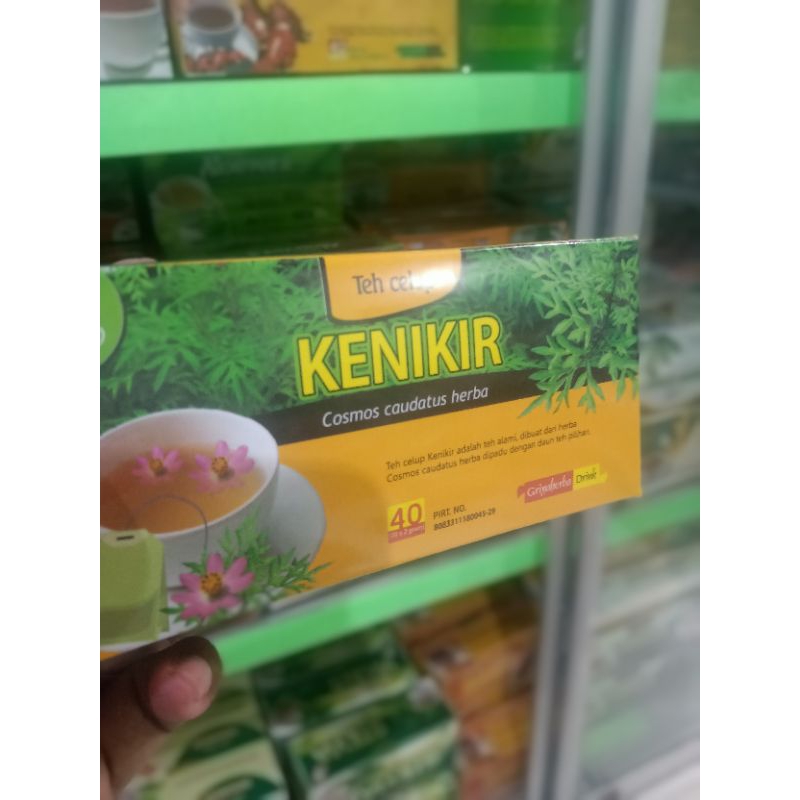 Teh celup
KENIKIR
Cosmos caudatus herba
Teh celup Kenikir adalah teh alami, dibuat dari herba
Cosmos caudatus herba dipadu dengan daun teh pilihan.
Griyaherba Drink
40 PIRT. NO.